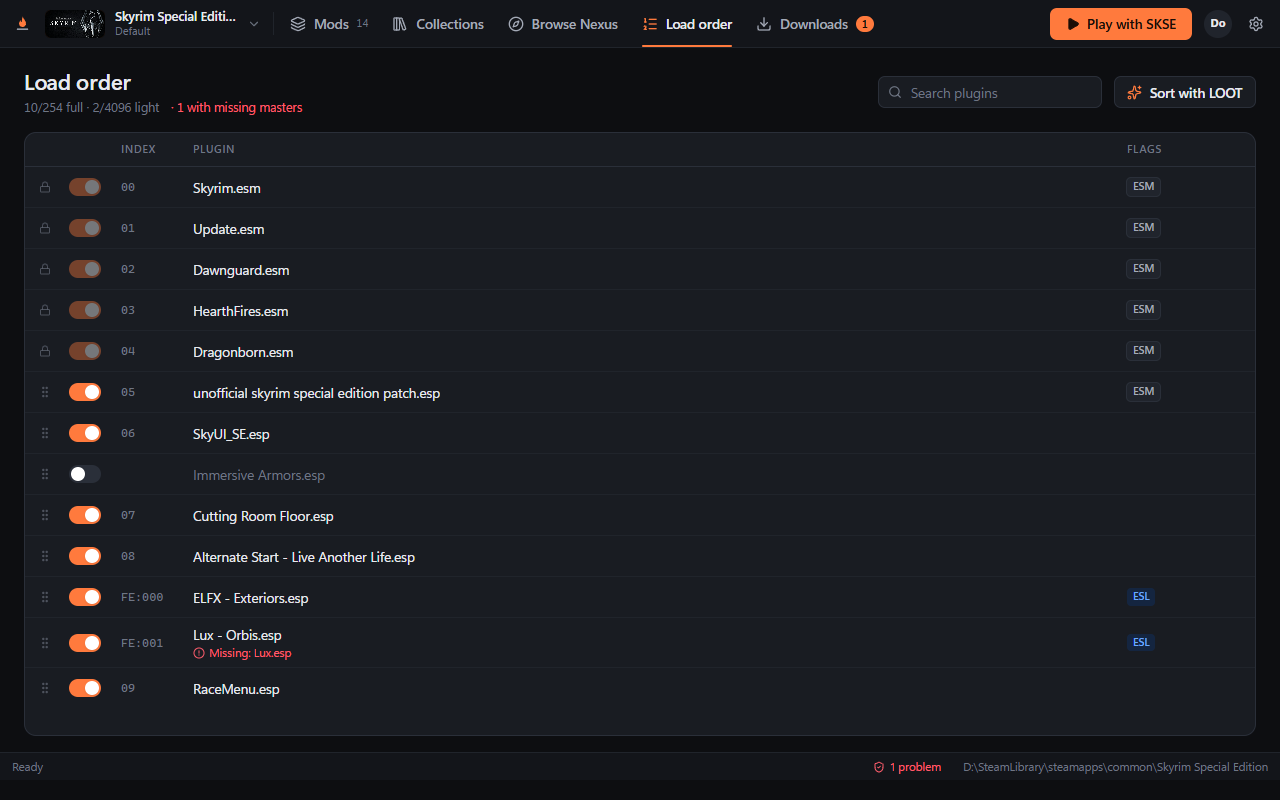 SKYRIM
Skyrim Special Editi...
Default
Mods 14
Collections
Browse Nexus
Load order
Downloads 1
Play with SKSE
Do
Load order
10/254 full · 2/4096 light · 1 with missing masters
Search plugins
Sort with LOOT
INDEX PLUGIN FLAGS
00 Skyrim.esm ESM
01 Update.esm ESM
02 Dawnguard.esm ESM
03 HearthFires.esm ESM
04 Dragonborn.esm ESM
05 unofficial skyrim special edition patch.esp ESM
06 SkyUI_SE.esp
Immersive Armors.esp
07 Cutting Room Floor.esp
08 Alternate Start - Live Another Life.esp
FE:000 ELFX - Exteriors.esp ESL
FE:001 Lux - Orbis.esp ESL
Missing: Lux.esp
09 RaceMenu.esp
Ready
1 problem
D:\SteamLibrary\steamapps\common\Skyrim Special Edition